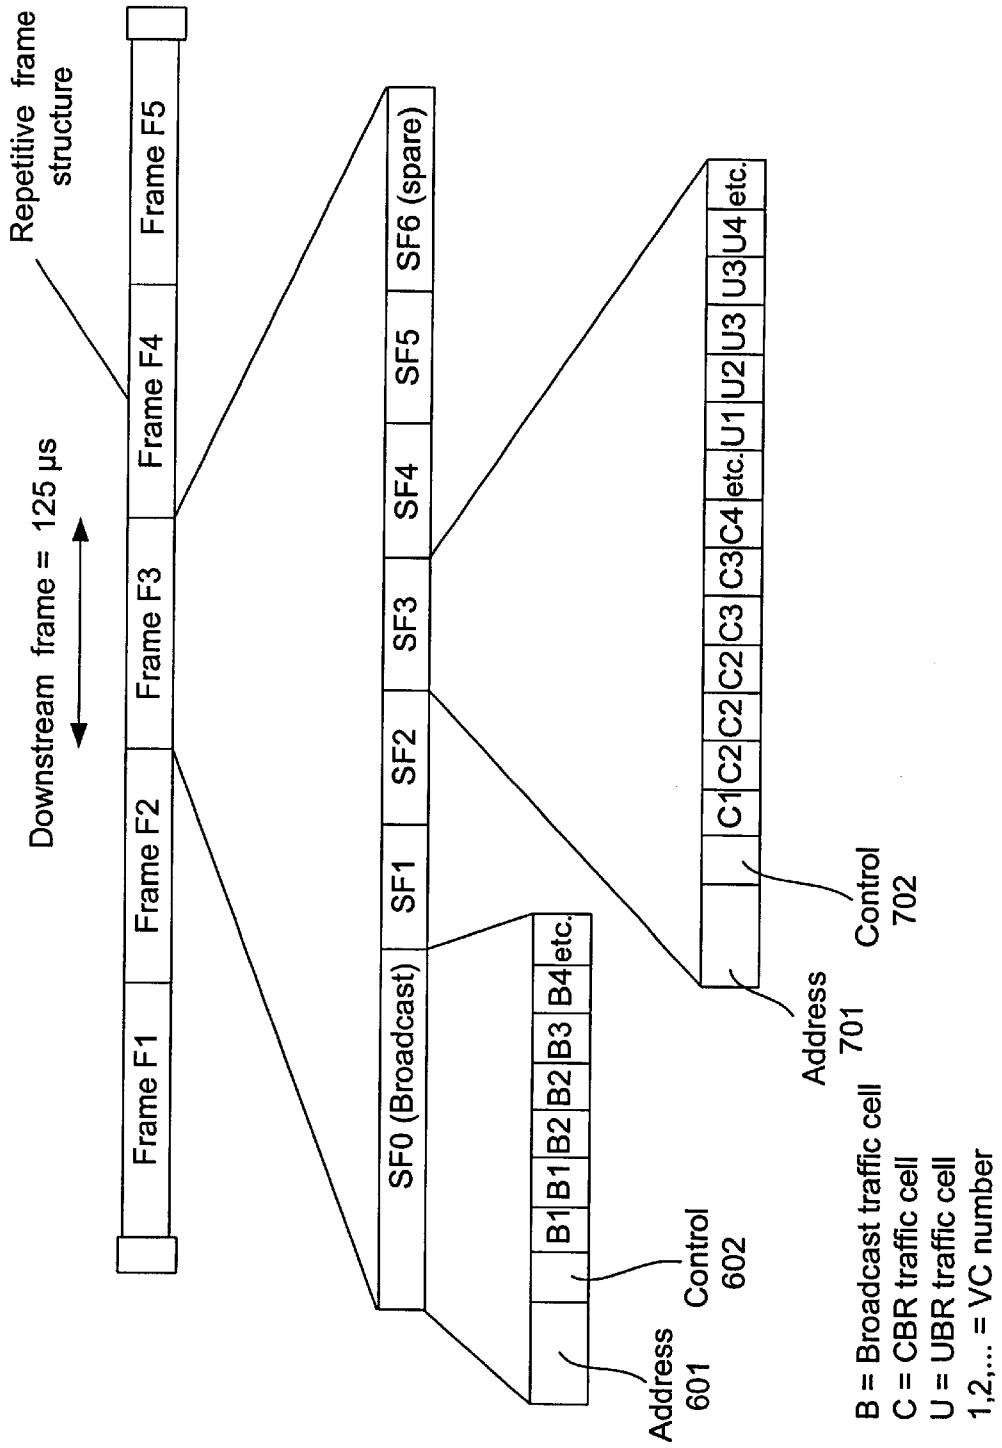 Repetitive frame
structure
Downstream frame = 125 µs
Frame F1
Frame F2
Frame F3
Frame F4
Frame F5
SF0 (Broadcast)
SF1
SF2
SF3
SF4
SF5
SF6 (spare)
B1 B1 B2 B2 B3 B4 etc.
Address
601
Control
602
C1 C2 C2 C2 C3 C3 C4 etc. U1 U2 U3 U3 U4 etc.
Address
701
Control
702
B = Broadcast traffic cell
C = CBR traffic cell
U = UBR traffic cell
1,2,... = VC number